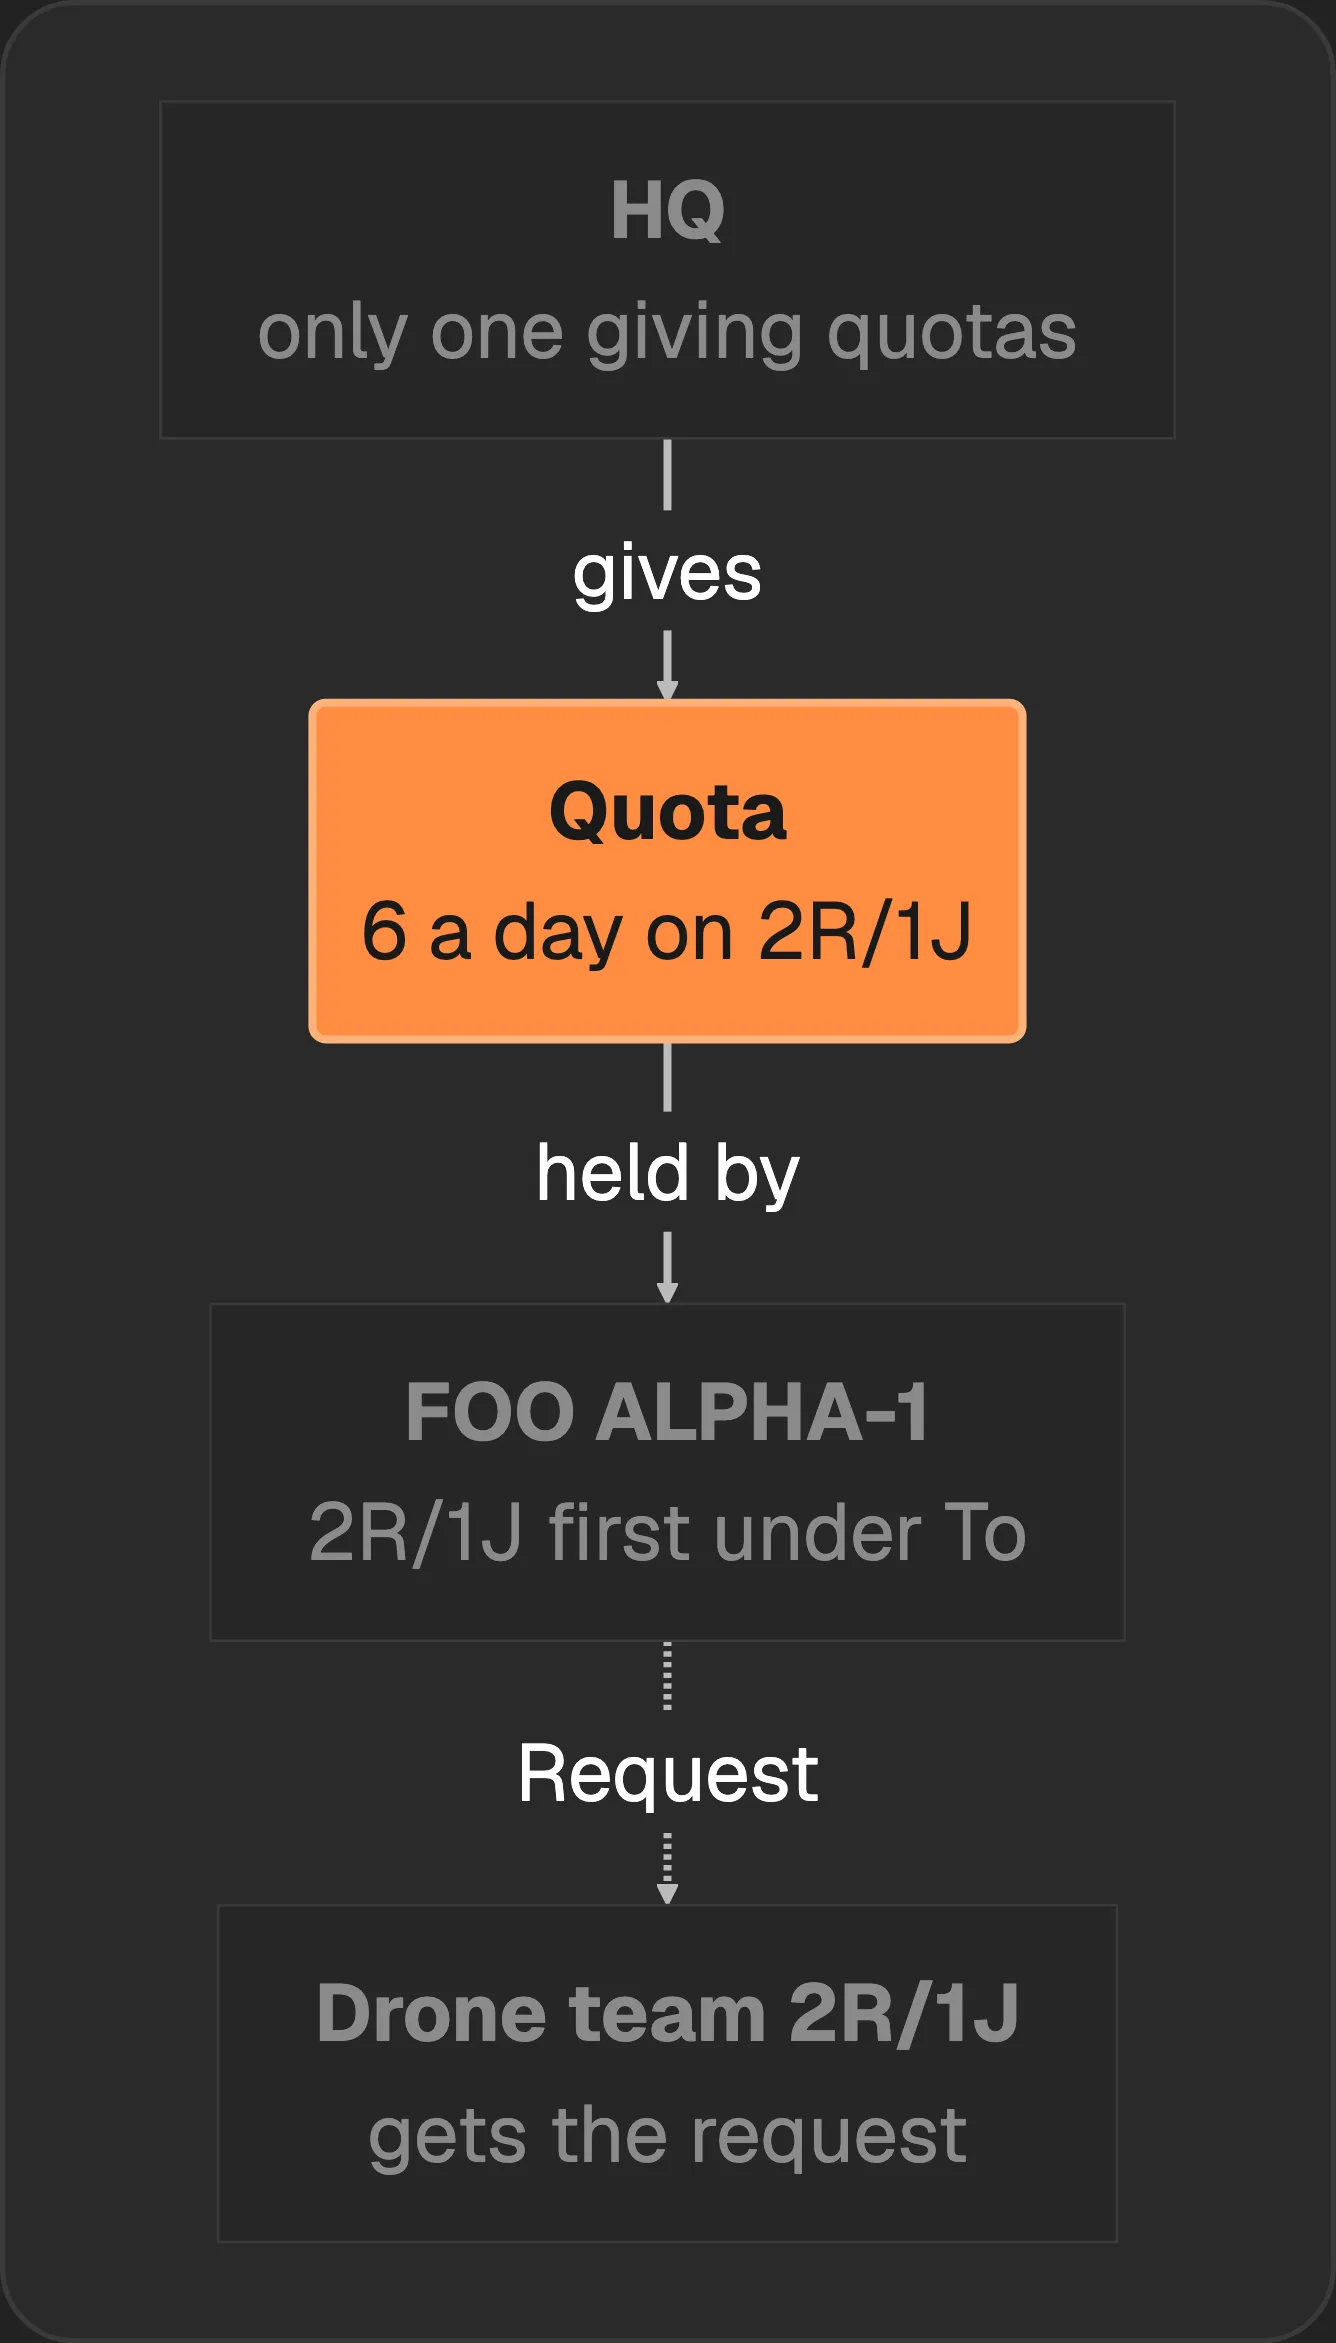 HQ
only one giving quotas
gives
Quota
6 a day on 2R/1J
held by
FOO ALPHA-1
2R/1J first under To
Request
Drone team 2R/1J
gets the request